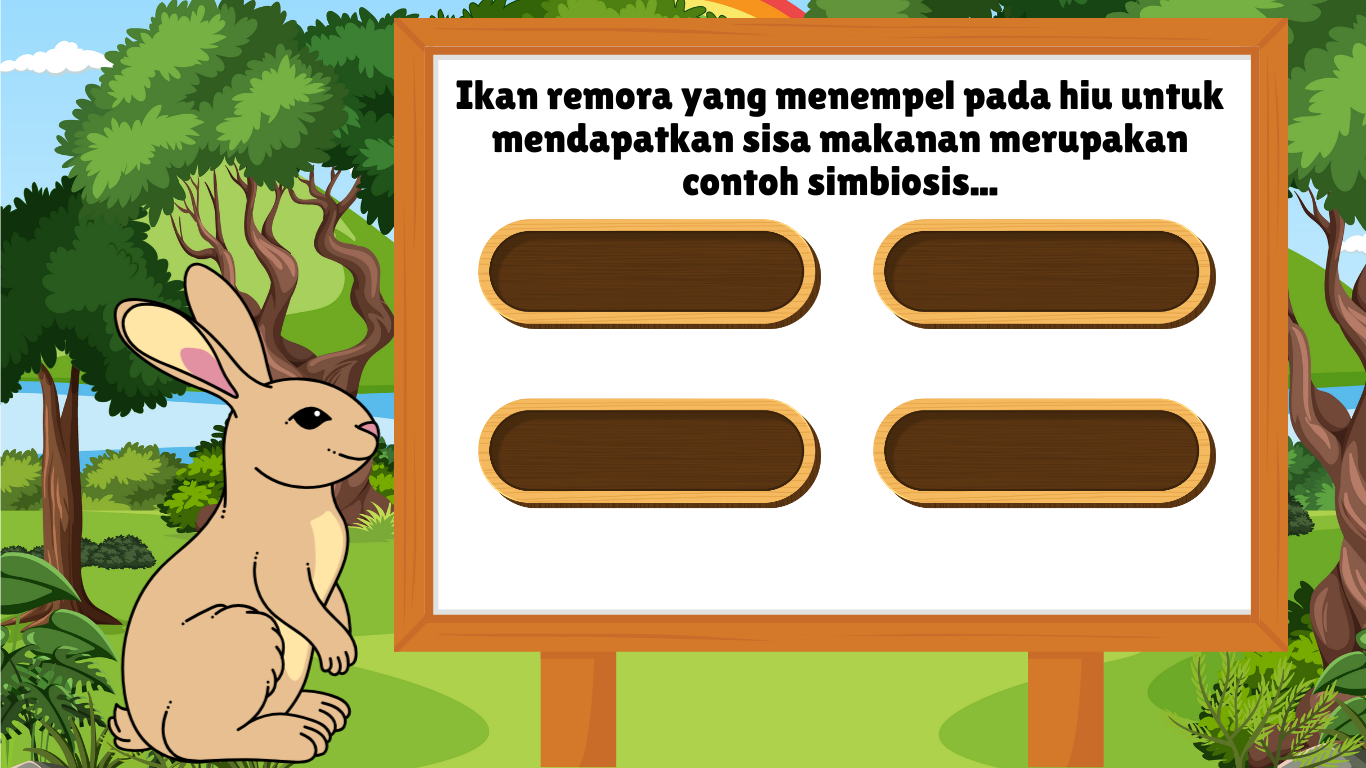 Ikan remora yang menempel pada hiu untuk
mendapatkan sisa makanan merupakan
contoh simbiosis...